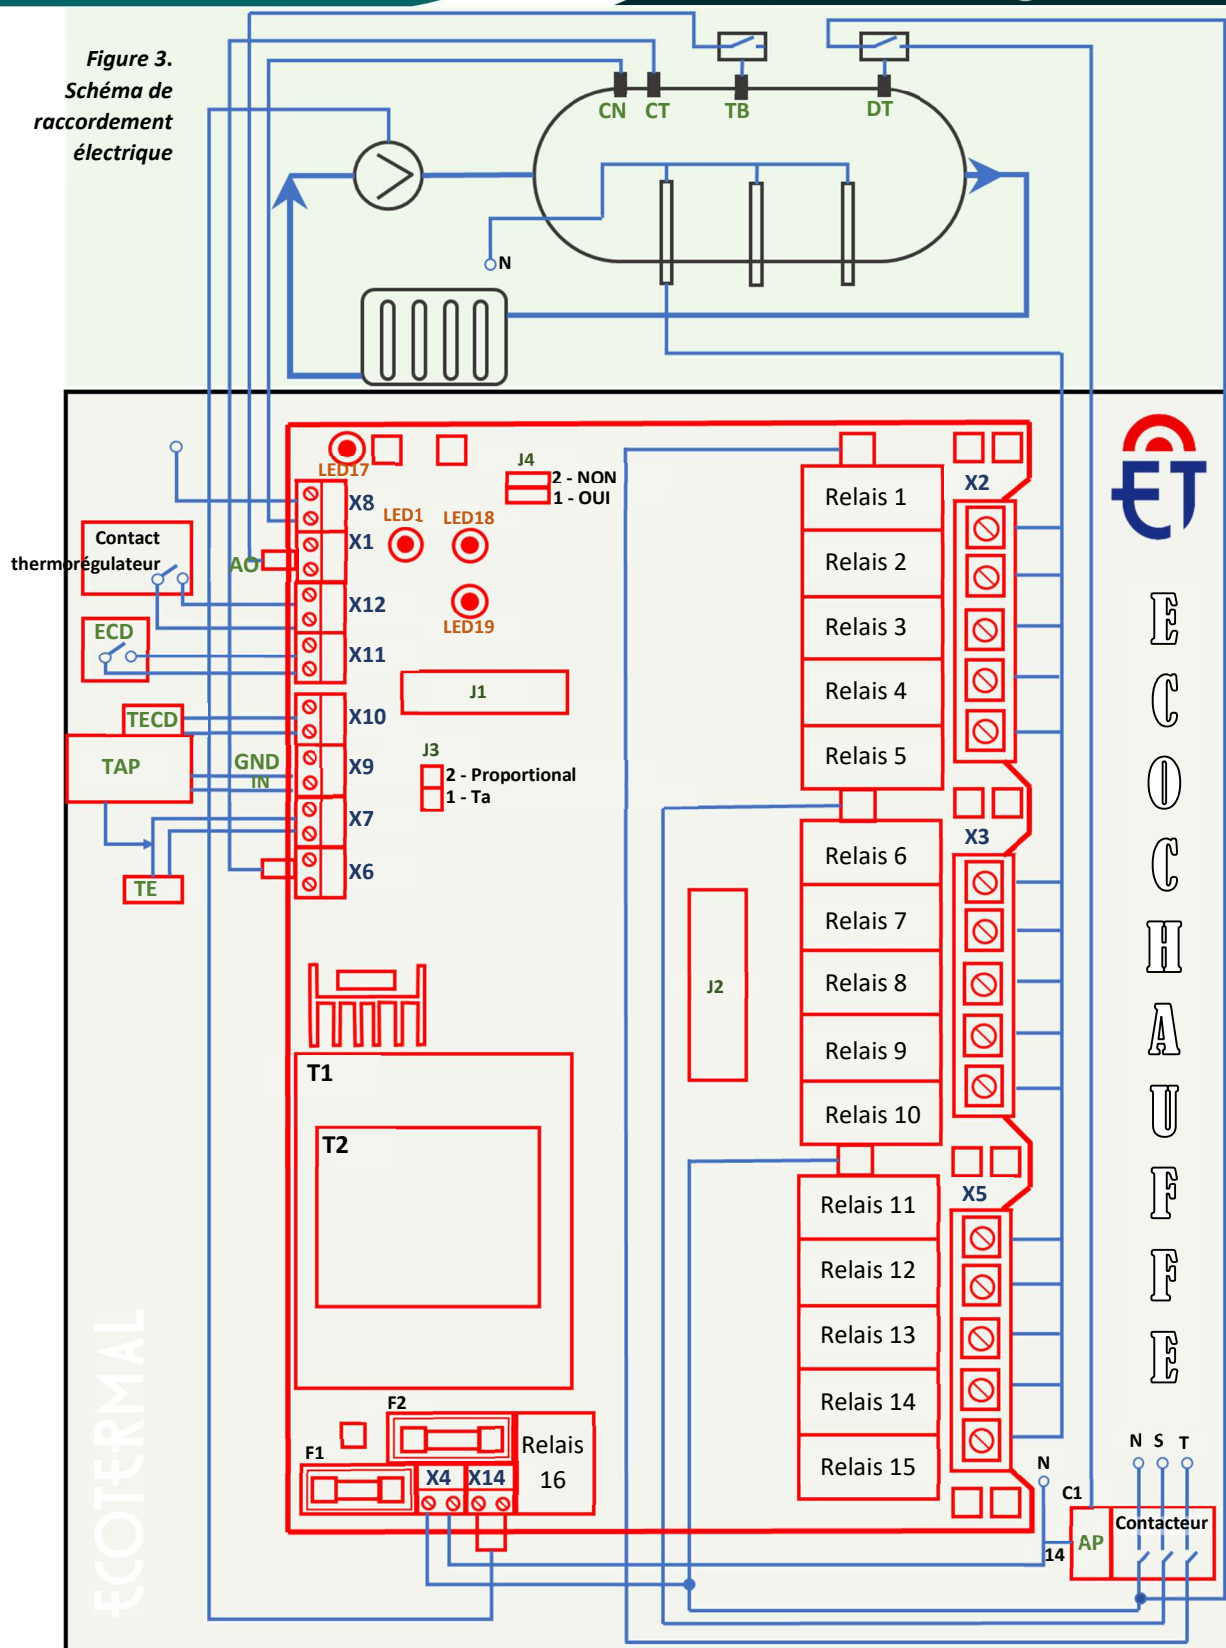 Figure 3.
Schéma de
raccordement
électrique
CN CT TB DT
N
LED17
J4
2 - NON
1 - OUI
X8
LED1 LED18
X1
AO
Contact
thermorégulateur
X12
LED19
ECD
X11
J1
TECD
X10
TAP
GND
IN
X9
J3
2 - Proportional
1 - Ta
X7
TE
X6
X2
Relais 1
Relais 2
Relais 3
Relais 4
Relais 5
X3
Relais 6
Relais 7
Relais 8
Relais 9
Relais 10
J2
X5
Relais 11
Relais 12
Relais 13
Relais 14
Relais 15
T1
T2
F2
F1
X4 X14
Relais
16
ET
E
C
O
C
H
A
U
F
F
E
N S T
N
C1
Contacteur
AP
14
ECOTERMAL